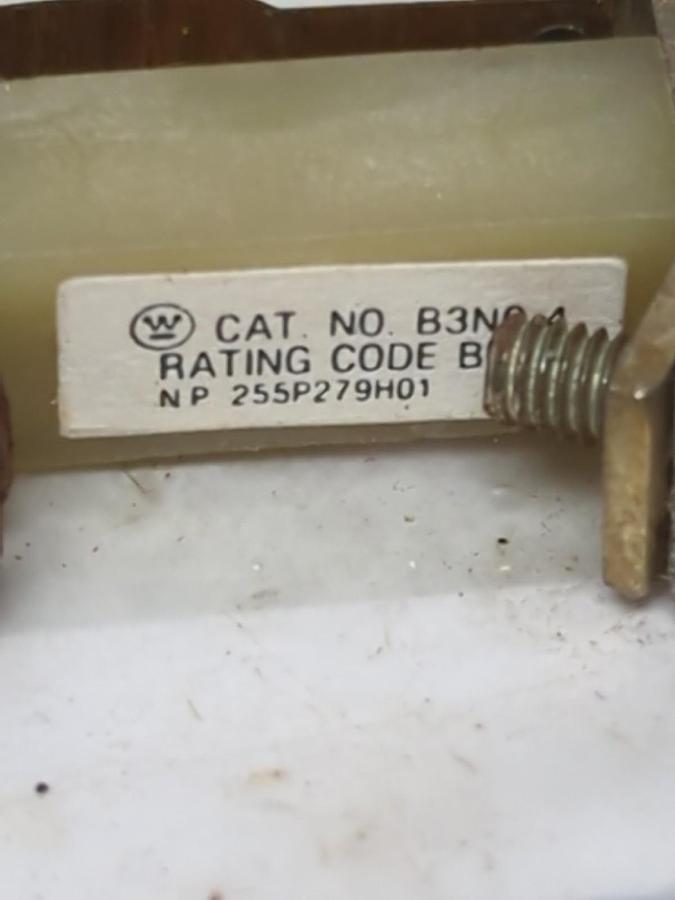 W CAT. NO.
RATING CODE
NP 255P279H01